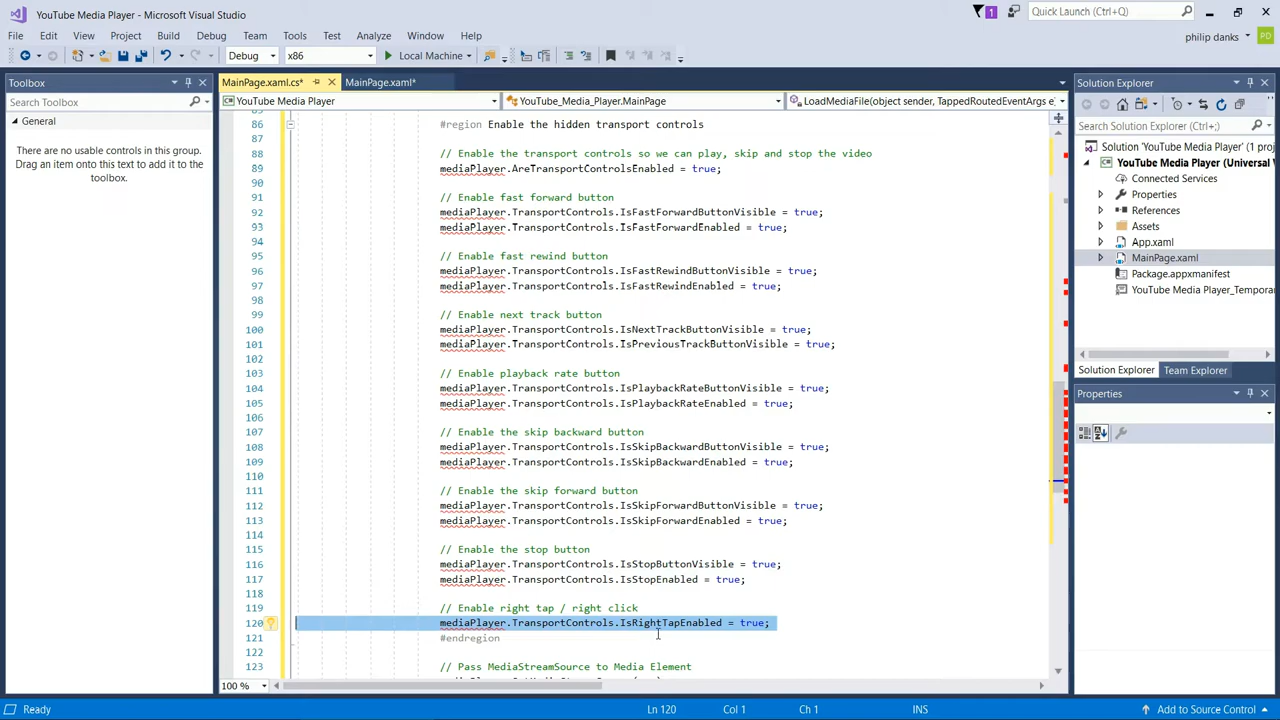 YouTube Media Player - Microsoft Visual Studio
1
Quick Launch (Ctrl+Q)
File Edit View Project Build Debug Team Tools Test Analyze Window Help
philip danks PD
Debug x86 Local Machine
Toolbox
Search Toolbox
General
There are no usable controls in this group.
Drag an item onto this text to add it to the
toolbox.
MainPage.xaml.cs* MainPage.xaml*
YouTube Media Player YouTube_Media_Player.MainPage LoadMediaFile(object sender, TappedRoutedEventArgs e)
86 #region Enable the hidden transport controls
87
88 // Enable the transport controls so we can play, skip and stop the video
89 mediaPlayer.AreTransportControlsEnabled = true;
90
91 // Enable fast forward button
92 mediaPlayer.TransportControls.IsFastForwardButtonVisible = true;
93 mediaPlayer.TransportControls.IsFastForwardEnabled = true;
94
95 // Enable fast rewind button
96 mediaPlayer.TransportControls.IsFastRewindButtonVisible = true;
97 mediaPlayer.TransportControls.IsFastRewindEnabled = true;
98
99 // Enable next track button
100 mediaPlayer.TransportControls.IsNextTrackButtonVisible = true;
101 mediaPlayer.TransportControls.IsPreviousTrackButtonVisible = true;
102
103 // Enable playback rate button
104 mediaPlayer.TransportControls.IsPlaybackRateButtonVisible = true;
105 mediaPlayer.TransportControls.IsPlaybackRateEnabled = true;
106
107 // Enable the skip backward button
108 mediaPlayer.TransportControls.IsSkipBackwardButtonVisible = true;
109 mediaPlayer.TransportControls.IsSkipBackwardEnabled = true;
110
111 // Enable the skip forward button
112 mediaPlayer.TransportControls.IsSkipForwardButtonVisible = true;
113 mediaPlayer.TransportControls.IsSkipForwardEnabled = true;
114
115 // Enable the stop button
116 mediaPlayer.TransportControls.IsStopButtonVisible = true;
117 mediaPlayer.TransportControls.IsStopEnabled = true;
118
119 // Enable right tap / right click
120 mediaPlayer.TransportControls.IsRightTapEnabled = true;
121 #endregion
122
123 // Pass MediaStreamSource to Media Element
100 %
Solution Explorer
Search Solution Explorer (Ctrl+;)
Solution 'YouTube Media Player' (1 proj
YouTube Media Player (Universal
Connected Services
Properties
References
Assets
App.xaml
MainPage.xaml
Package.appxmanifest
YouTube Media Player_Tempora
Solution Explorer Team Explorer
Properties
Ready Ln 120 Col 1 Ch 1 INS Add to Source Control